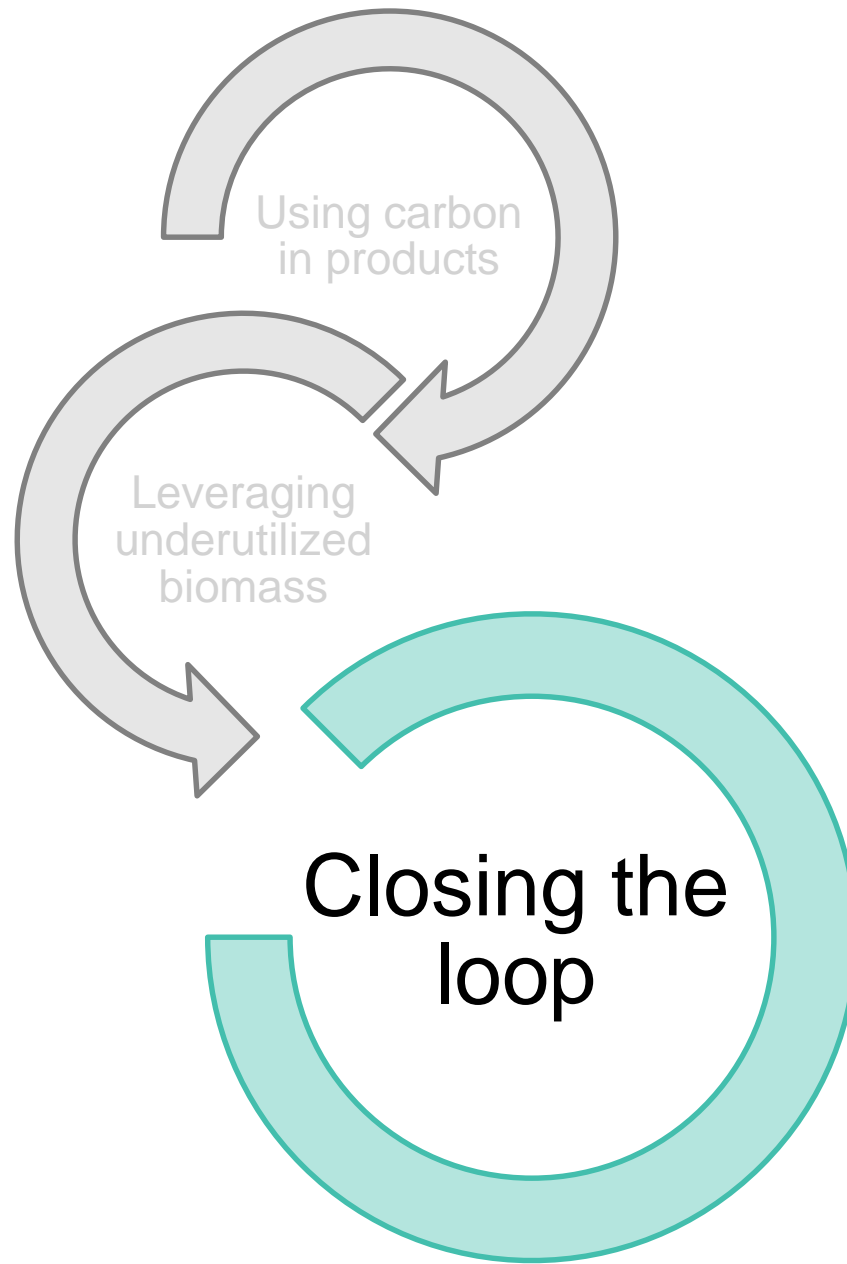 Using carbon
in products
Leveraging
underutilized
biomass
Closing the
loop